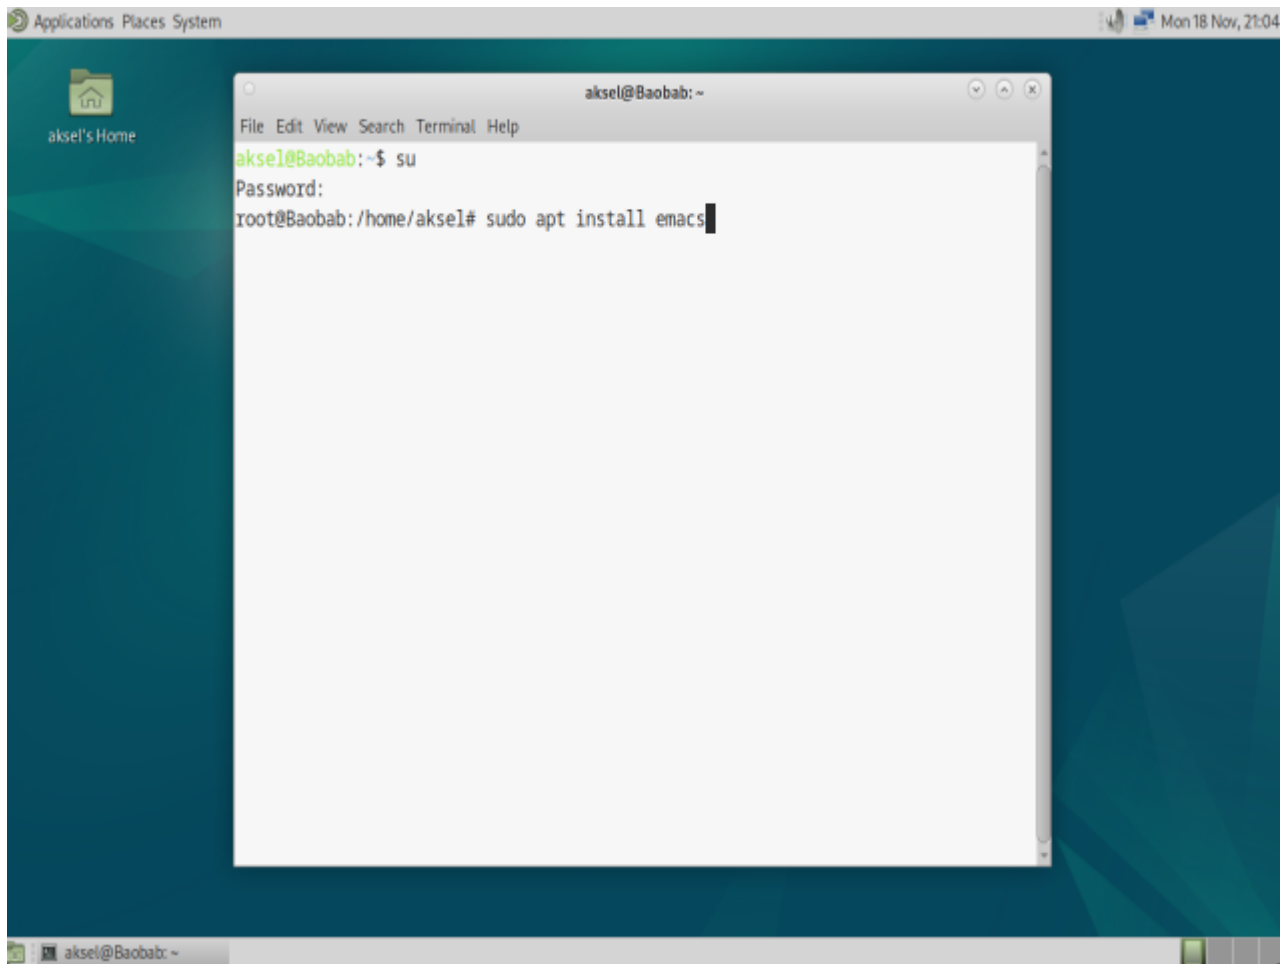 Applications Places System
Mon 18 Nov, 21:04
aksel's Home
aksel@Baobab: ~
File Edit View Search Terminal Help
aksel@Baobab:~$ su
Password:
root@Baobab:/home/aksel# sudo apt install emacs
aksel@Baobab: ~